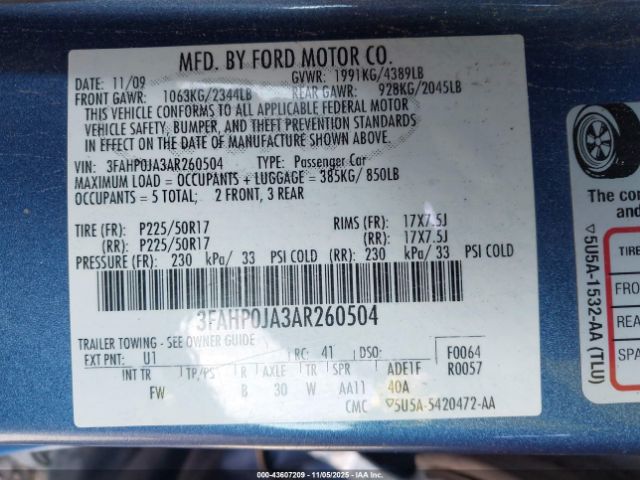 MFD. BY FORD MOTOR CO.
DATE: 11/09 GVWR: 1991KG/4389LB
FRONT GAWR: 1063KG/2344LB REAR GAWR: 928KG/2045LB
THIS VEHICLE CONFORMS TO ALL APPLICABLE FEDERAL MOTOR
VEHICLE SAFETY, BUMPER, AND THEFT PREVENTION STANDARDS
IN EFFECT ON THE DATE OF MANUFACTURE SHOWN ABOVE.
VIN: 3FAHP0JA3AR260504 TYPE: Passenger Car
MAXIMUM LOAD = OCCUPANTS + LUGGAGE = 385KG/ 850LB
OCCUPANTS = 5 TOTAL; 2 FRONT, 3 REAR
TIRE (FR): P225/50R17 RIMS (FR): 17X7.5J
(RR): P225/50R17 (RR): 17X7.5J
PRESSURE (FR): 230 kPa/ 33 PSI COLD (RR): 230 kPa/ 33 PSI COLD
3FAHP0JA3AR260504
TRAILER TOWING - SEE OWNER GUIDE
EXT PNT: U1 RC: 41 DSO: F0064
INT TR TP/PS R AXLE TR SPR ADE1F R0057
FW B 30 W AA11 40A
CMC ▽5U5A-5420472-AA
The con
and
▽5U5A-1532-AA (TLU)
TIRE
FRO
REA
SPA
IAA 43607209 | 11/05/2025 | IAA